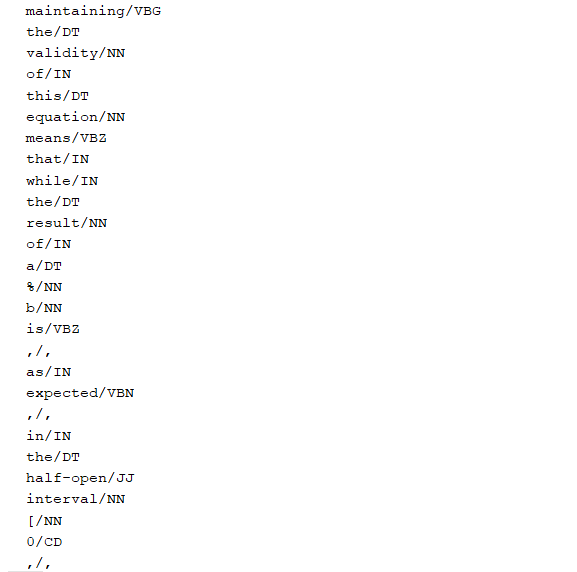 maintaining/VBG
the/DT
validity/NN
of/IN
this/DT
equation/NN
means/VBZ
that/IN
while/IN
the/DT
result/NN
of/IN
a/DT
%/NN
b/NN
is/VBZ
,/,
as/IN
expected/VBN
,/,
in/IN
the/DT
half-open/JJ
interval/NN
[/NN
0/CD
,/,